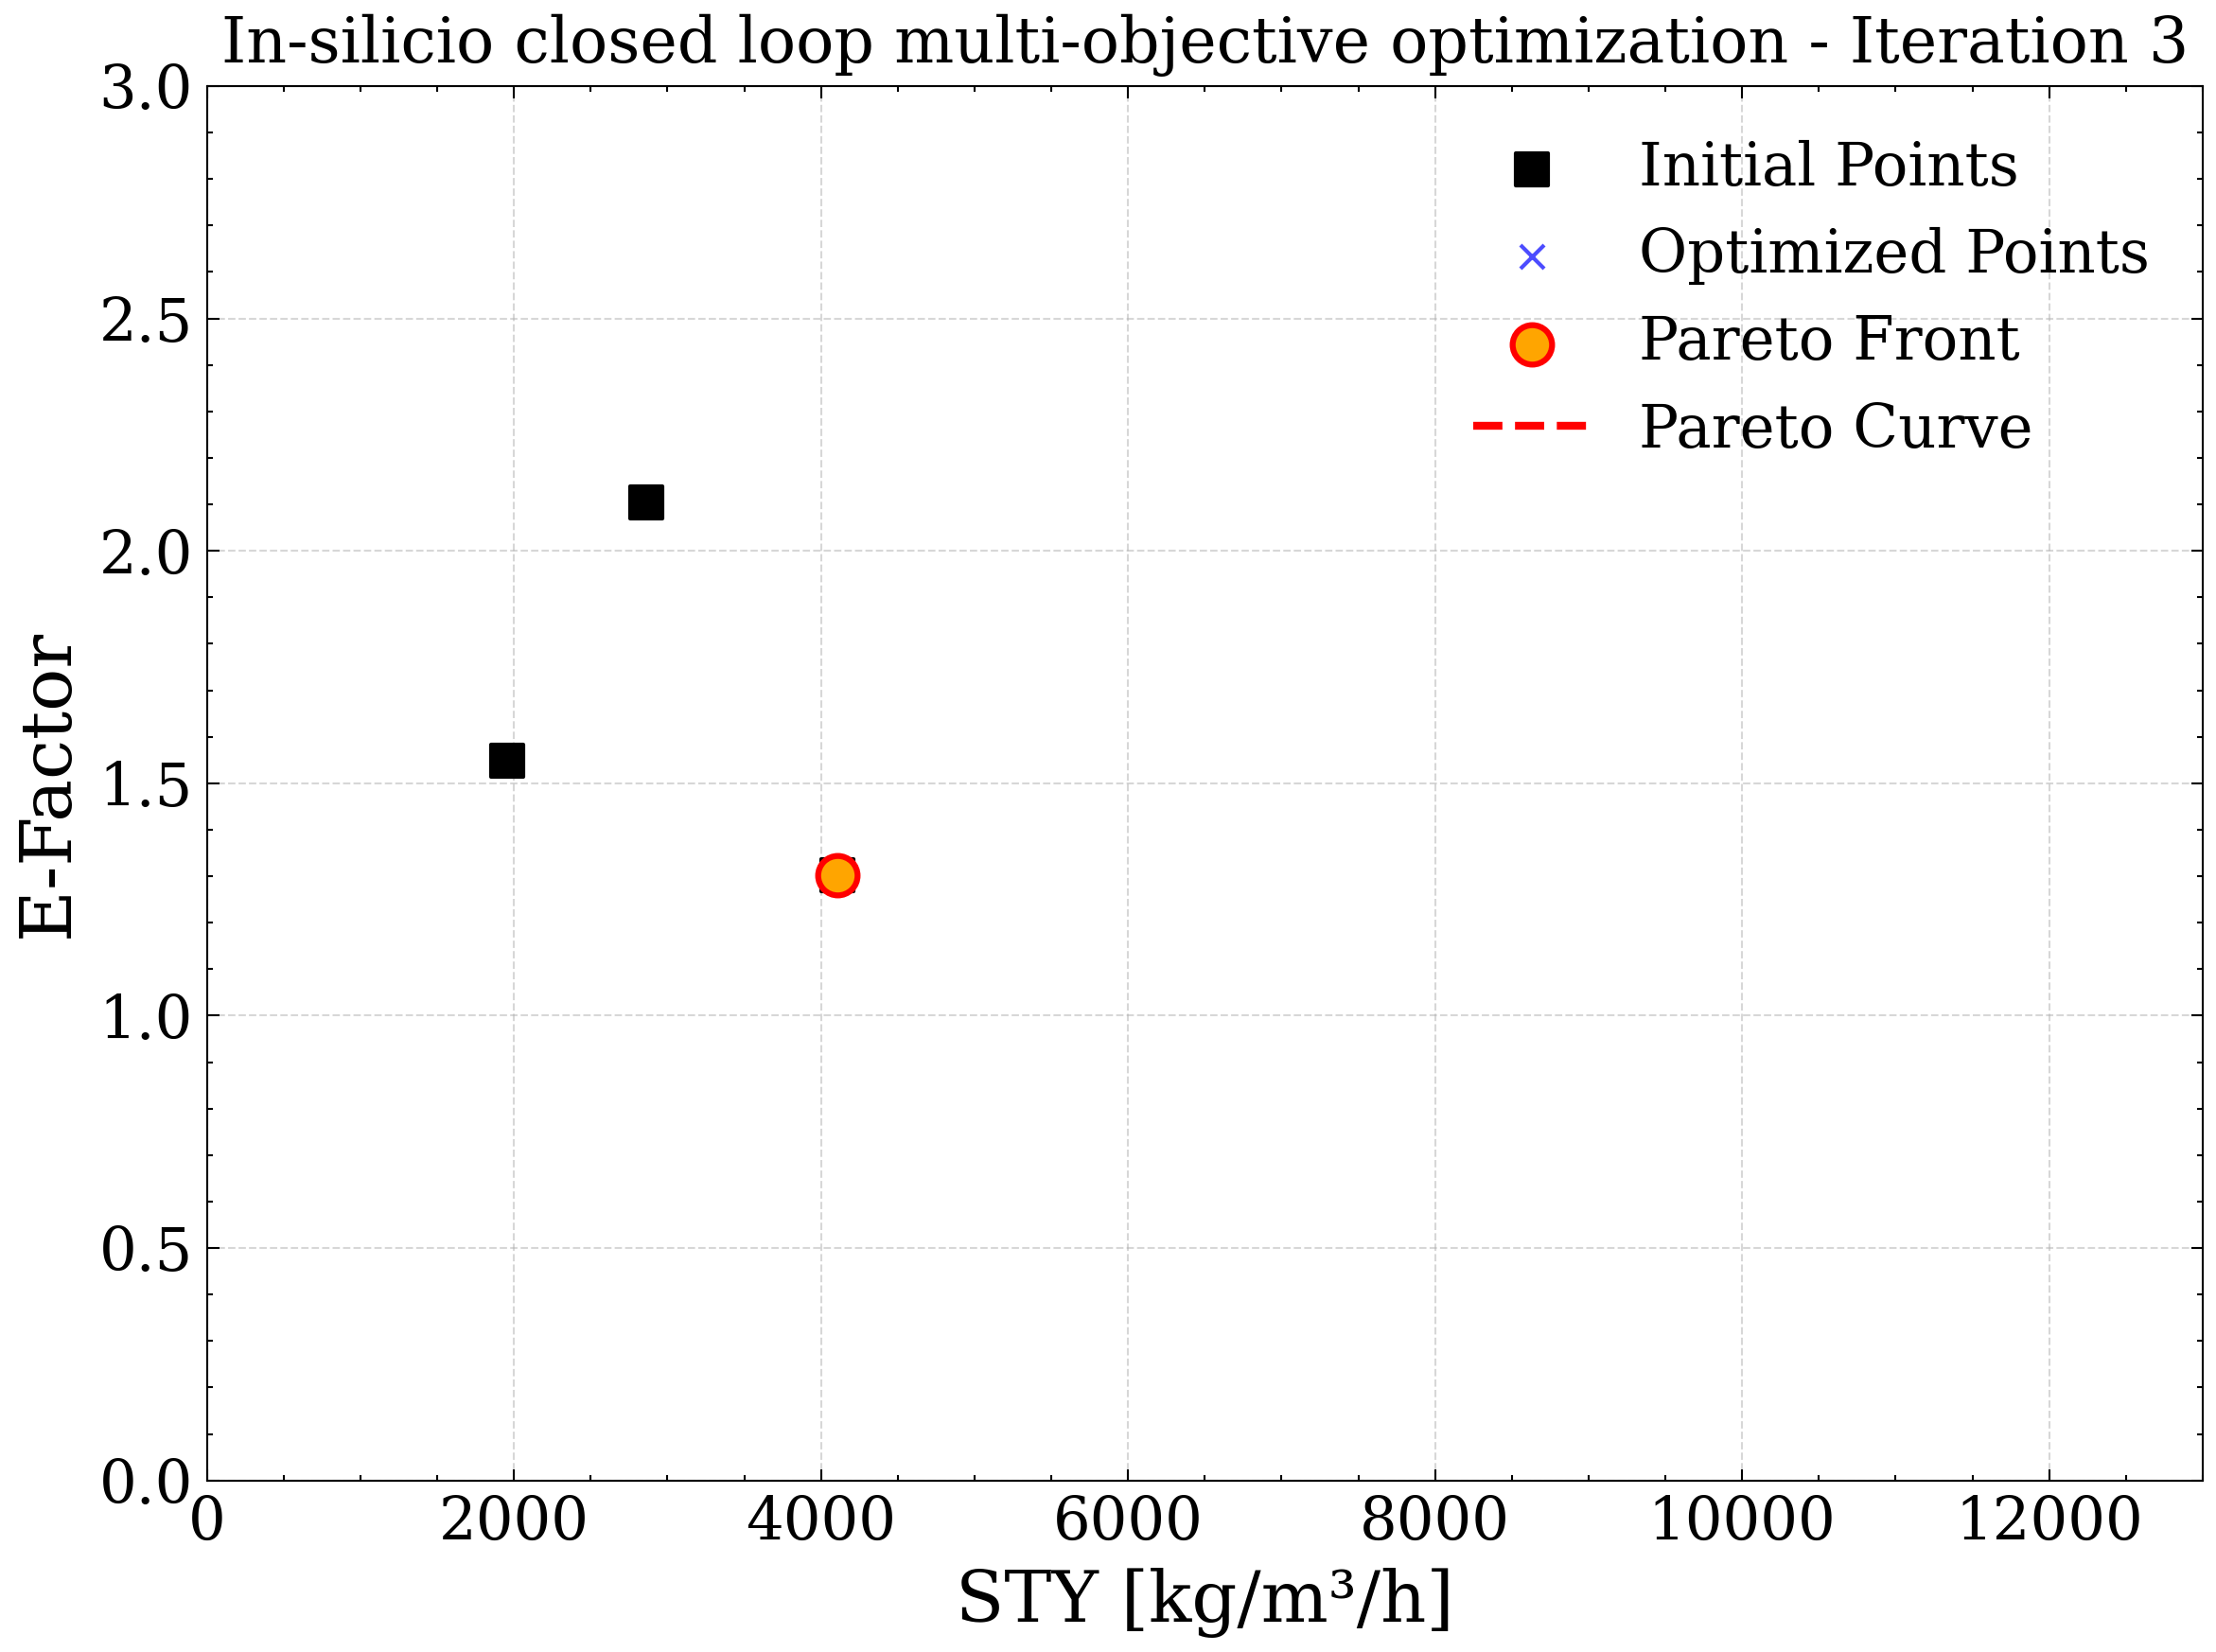 In-silicio closed loop multi-objective optimization - Iteration 3
3.0
2.5
2.0
1.5
1.0
0.5
0.0
E-Factor
Initial Points
Optimized Points
Pareto Front
Pareto Curve
0 2000 4000 6000 8000 10000 12000
STY [kg/m³/h]